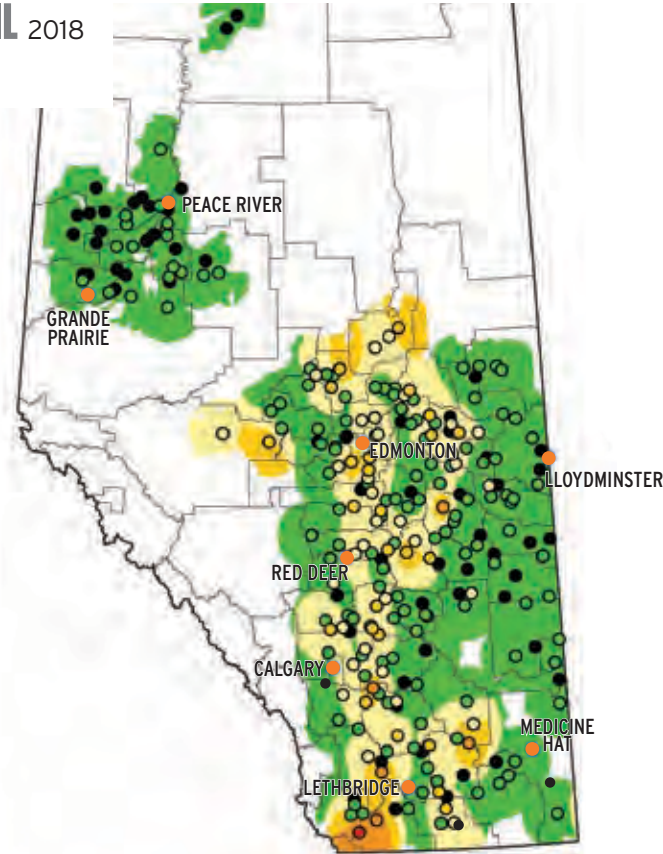 2018
PEACE RIVER
GRANDE
PRAIRIE
EDMONTON
LLOYDMINSTER
RED DEER
CALGARY
MEDICINE
HAT
LETHBRIDGE